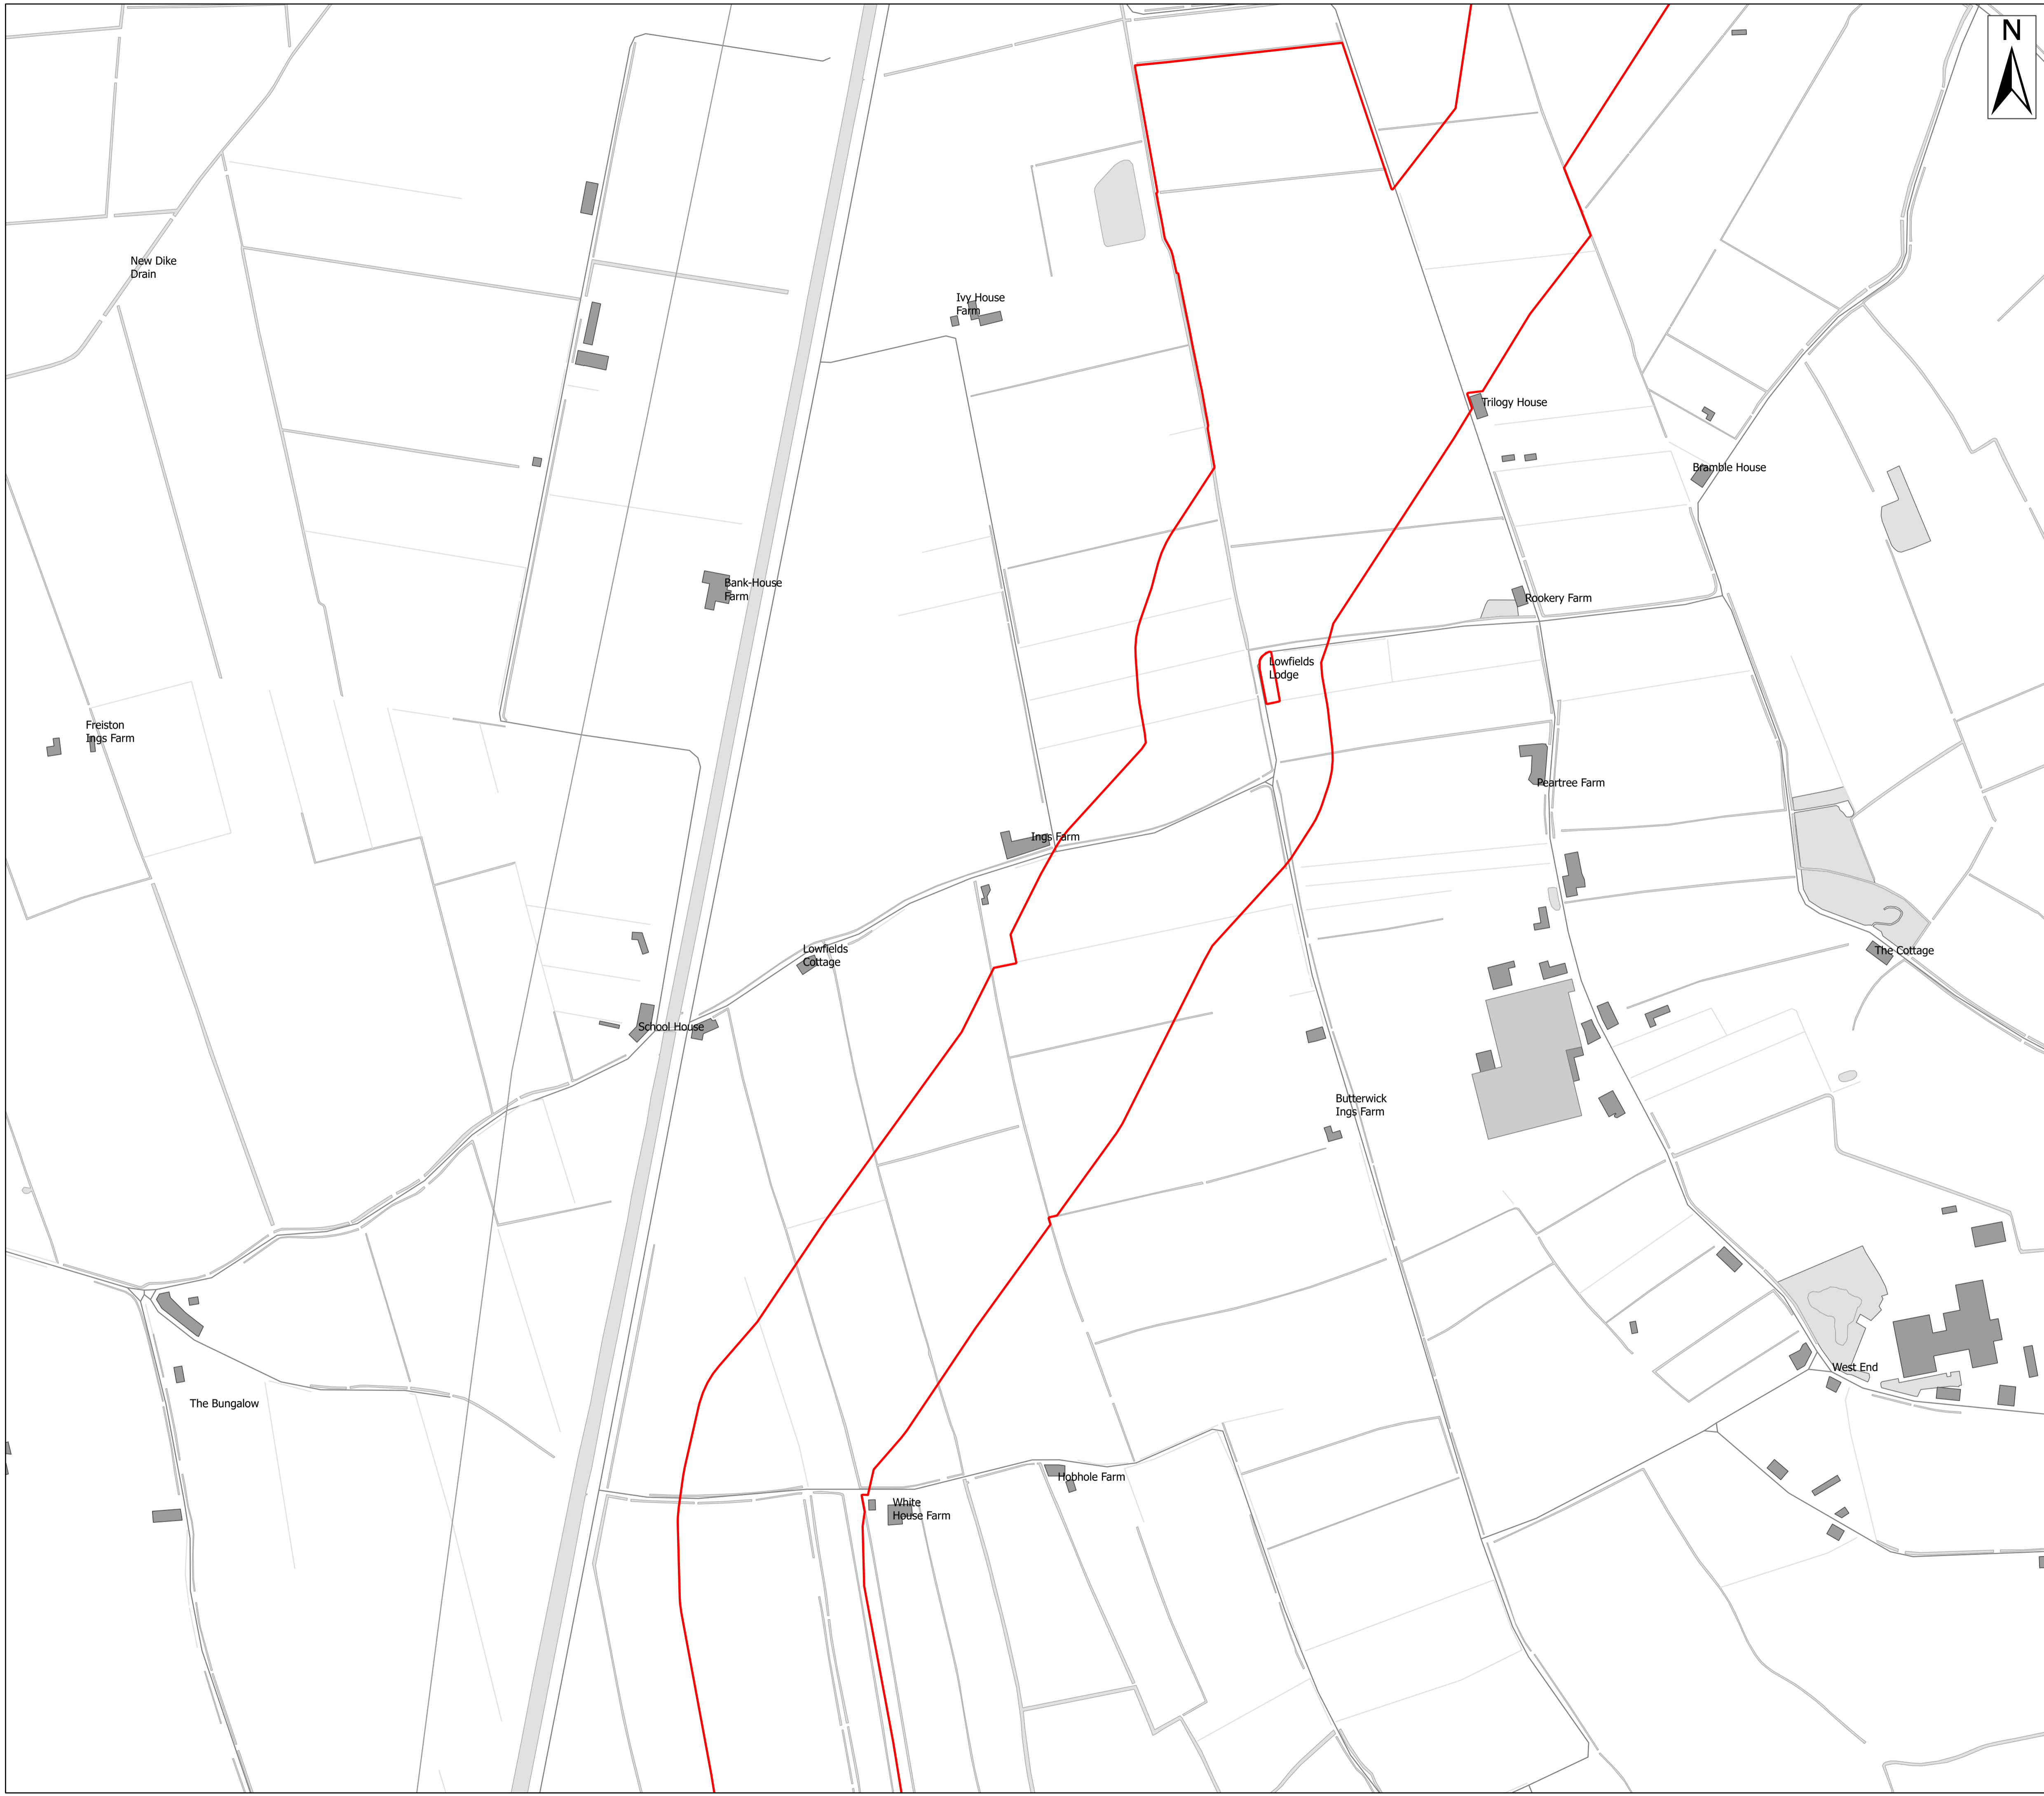 N
New Dike
Drain
Ivy House
Farm
Trilogy House
Bramble House
Bank-House
Farm
Rookery Farm
Lowfields
Lodge
Freiston
Ings Farm
Peartree Farm
Ings Farm
Lowfields
Cottage
The Cottage
School House
Butterwick
Ings Farm
West End
The Bungalow
Hobhole Farm
White
House Farm